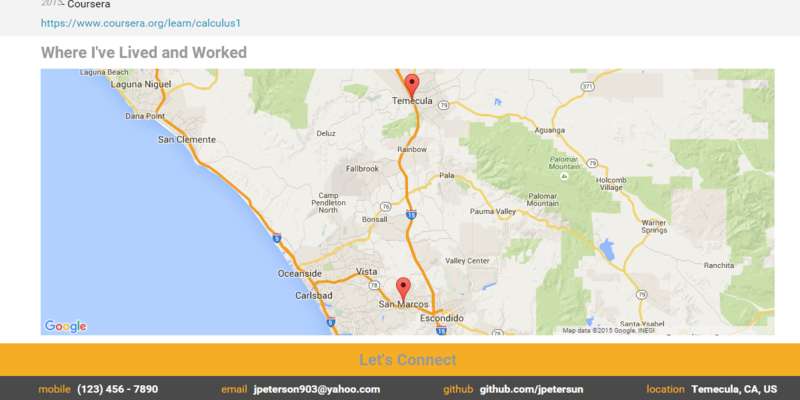 2015 - Coursera
https://www.coursera.org/learn/calculus1
Where I've Lived and Worked
Laguna Beach
Laguna Niguel
Temecula
79
371
Dana Point
San Clemente
Deluz
Aguanga
Rainbow
Palomar Mountain
79
Fallbrook
Pala
Holcomb Village
76
Camp Pendleton North
Palomar Mountain
Bonsall
15
Pauma Valley
Warner Springs
5
Valley Center
Ranchita
Oceanside
Vista
78
Carlsbad
San Marcos
Escondido
Santa Ysabel
5
15
Google
Map data ©2015 Google, INEGI
Let's Connect
mobile (123) 456 - 7890 email jpeterson903@yahoo.com github github.com/jpetersun location Temecula, CA, US